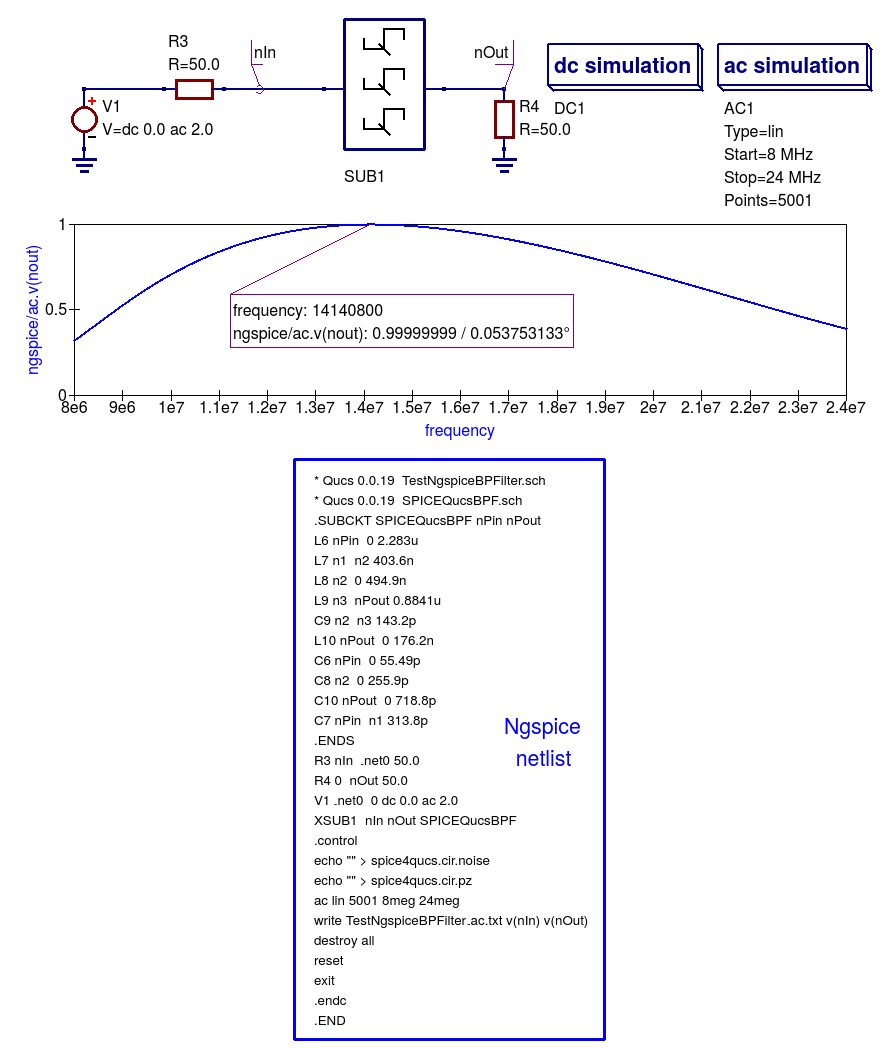 R3
R=50.0
nIn
nOut
dc simulation
ac simulation
V1
V=dc 0.0 ac 2.0
R4
R=50.0
DC1
SUB1
AC1
Type=lin
Start=8 MHz
Stop=24 MHz
Points=5001
ngspice/ac.v(nout)
1
0.5
0
frequency: 14140800
ngspice/ac.v(nout): 0.99999999 / 0.053753133°
8e6 9e6 1e7 1.1e7 1.2e7 1.3e7 1.4e7 1.5e7 1.6e7 1.7e7 1.8e7 1.9e7 2e7 2.1e7 2.2e7 2.3e7 2.4e7
frequency
* Qucs 0.0.19  TestNgspiceBPFilter.sch
* Qucs 0.0.19  SPICEQucsBPF.sch
.SUBCKT SPICEQucsBPF nPin nPout
L6 nPin  0 2.283u
L7 n1  n2 403.6n
L8 n2  0 494.9n
L9 n3  nPout 0.8841u
C9 n2  n3 143.2p
L10 nPout  0 176.2n
C6 nPin  0 55.49p
C8 n2  0 255.9p
C10 nPout  0 718.8p
C7 nPin  n1 313.8p
.ENDS
R3 nIn  .net0 50.0
R4 0  nOut 50.0
V1 .net0  0 dc 0.0 ac 2.0
XSUB1  nIn nOut SPICEQucsBPF
.control
echo "" > spice4qucs.cir.noise
echo "" > spice4qucs.cir.pz
ac lin 5001 8meg 24meg
write TestNgspiceBPFilter.ac.txt v(nIn) v(nOut)
destroy all
reset
exit
.endc
.END
Ngspice
netlist